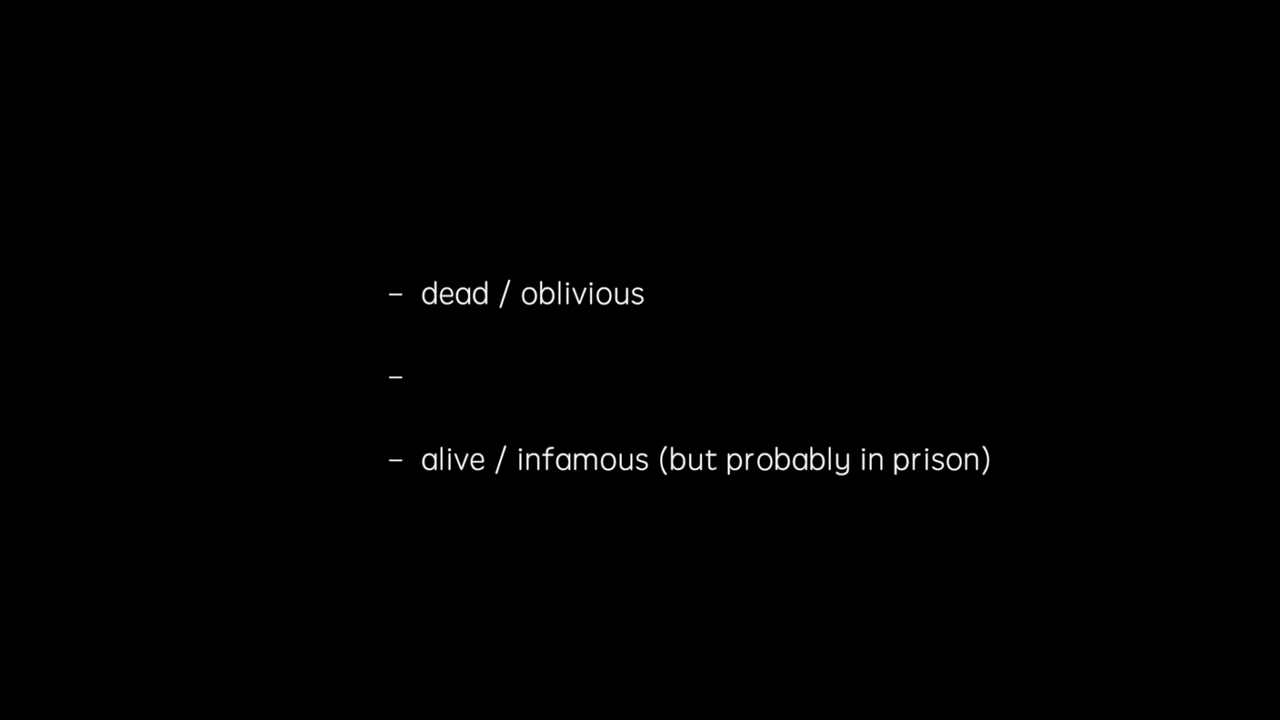 – dead / oblivious
–
– alive / infamous (but probably in prison)